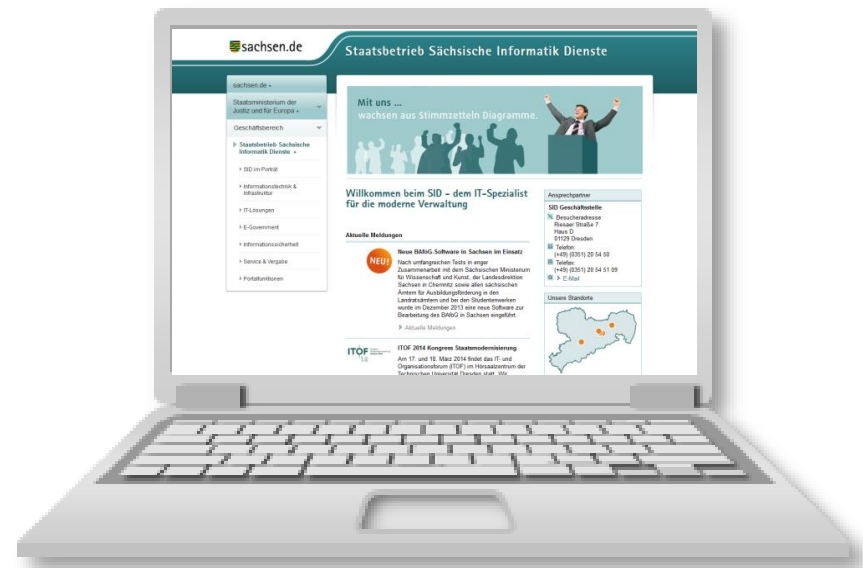 sachsen.de
Staatsbetrieb Sächsische Informatik Dienste
sachsen.de
Staatsministerium der
Justiz und für Europa
Geschäftsbereich
Staatsbetrieb Sächsische
Informatik Dienste
SID im Porträt
Informationstechnik &
Infrastruktur
IT-Lösungen
E-Government
Informationssicherheit
Service & Vergabe
Portalfunktionen
Mit uns ...
wachsen aus Stimmzetteln Diagramme.
Willkommen beim SID – dem IT-Spezialist
für die moderne Verwaltung
Aktuelle Meldungen
NEU!
Neue BAföG-Software in Sachsen im Einsatz
Nach umfangreichen Tests in enger
Zusammenarbeit mit dem Sächsischen Ministerium
für Wissenschaft und Kunst, der Landesdirektion
Sachsen in Chemnitz sowie allen sächsischen
Ämtern für Ausbildungsförderung in den
Landratsämtern und bei den Studentenwerken
wurde im Dezember 2013 eine neue Software zur
Bearbeitung des BAföG in Sachsen eingeführt.
Aktuelle Meldungen
ITOF
14
ITOF 2014 Kongress Staatsmodernisierung
Am 17. und 18. März 2014 findet das IT- und
Organisationsforum (ITOF) im Hörsaalzentrum der
Technischen Universität Dresden statt. Wir
Ansprechpartner
SID Geschäftsstelle
Besucheradresse:
Riesaer Straße 7
Haus D
01129 Dresden
Telefon:
(+49) (0351) 20 54 50
Telefax:
(+49) (0351) 20 54 51 09
E-Mail
Unsere Standorte